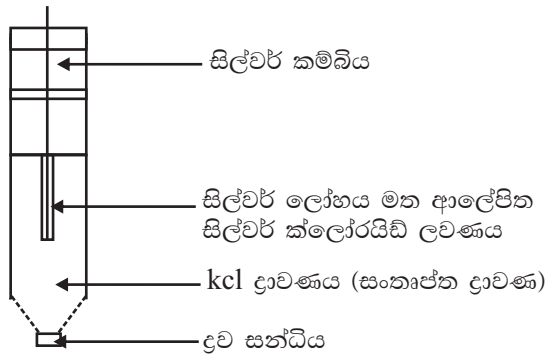 සිල්වර් කම්බිය
සිල්වර් ලෝහය මත ආලේපිත
සිල්වර් ක්ලෝරයිඩ් ලවණය
kcl ද්‍රාවණය (සංතෘප්ත ද්‍රාවණ)
ද්‍රව සන්ධිය